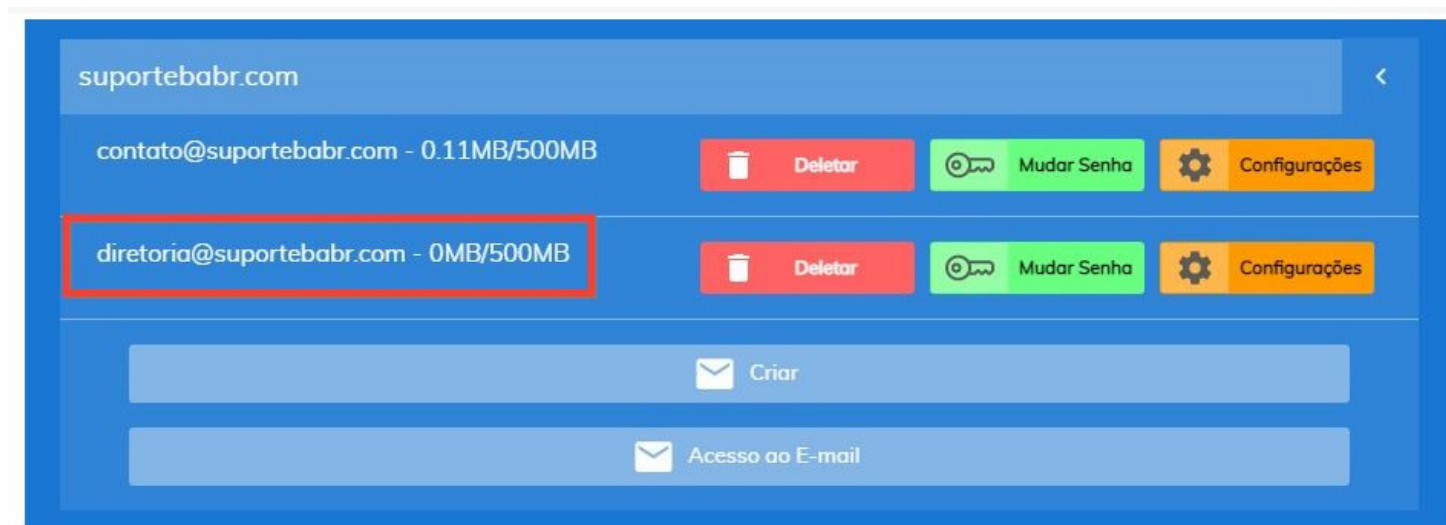 suportebabr.com
contato@suportebabr.com - 0.11MB/500MB
Deletar
Mudar Senha
Configurações
diretoria@suportebabr.com - 0MB/500MB
Deletar
Mudar Senha
Configurações
Criar
Acesso ao E-mail